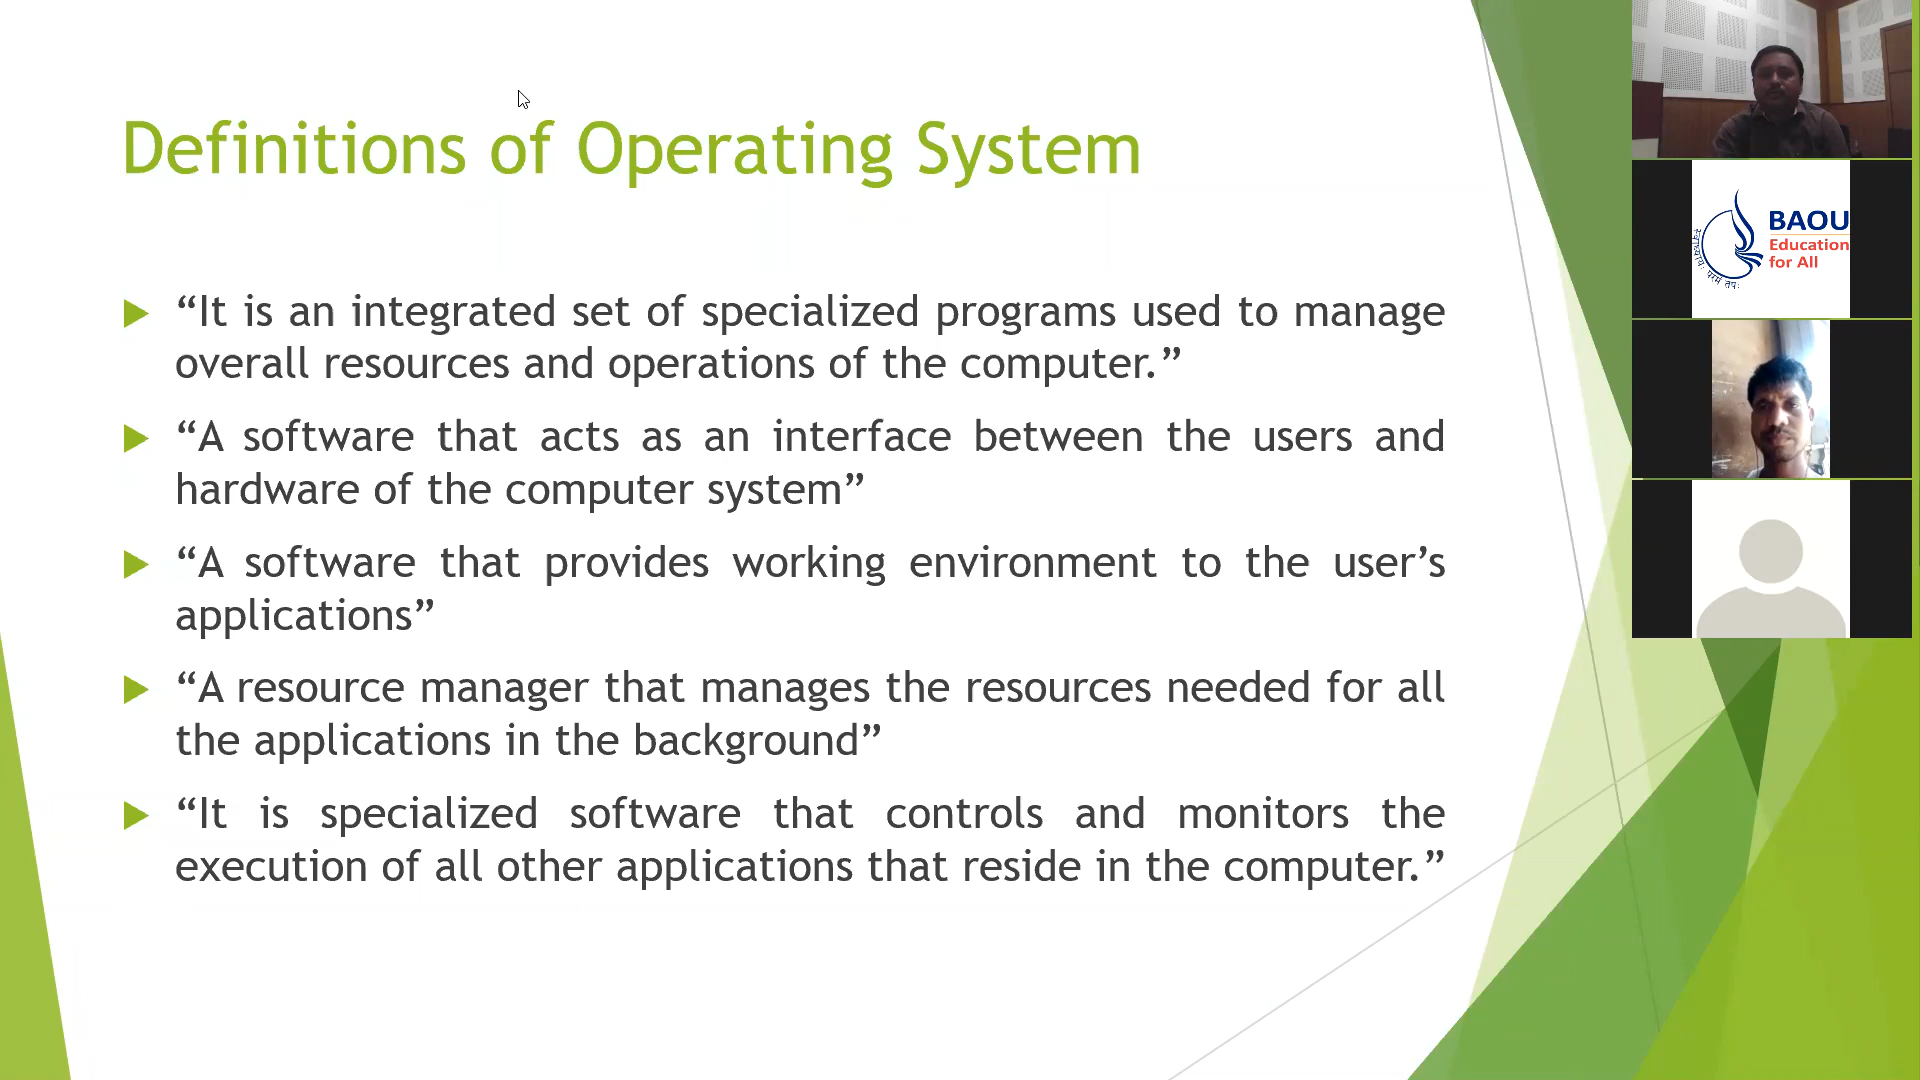 Definitions of Operating System
“It is an integrated set of specialized programs used to manage
overall resources and operations of the computer.”
“A software that acts as an interface between the users and
hardware of the computer system”
“A software that provides working environment to the user’s
applications”
“A resource manager that manages the resources needed for all
the applications in the background”
“It is specialized software that controls and monitors the
execution of all other applications that reside in the computer.”
BAOU
Education
for All
परमं तपः